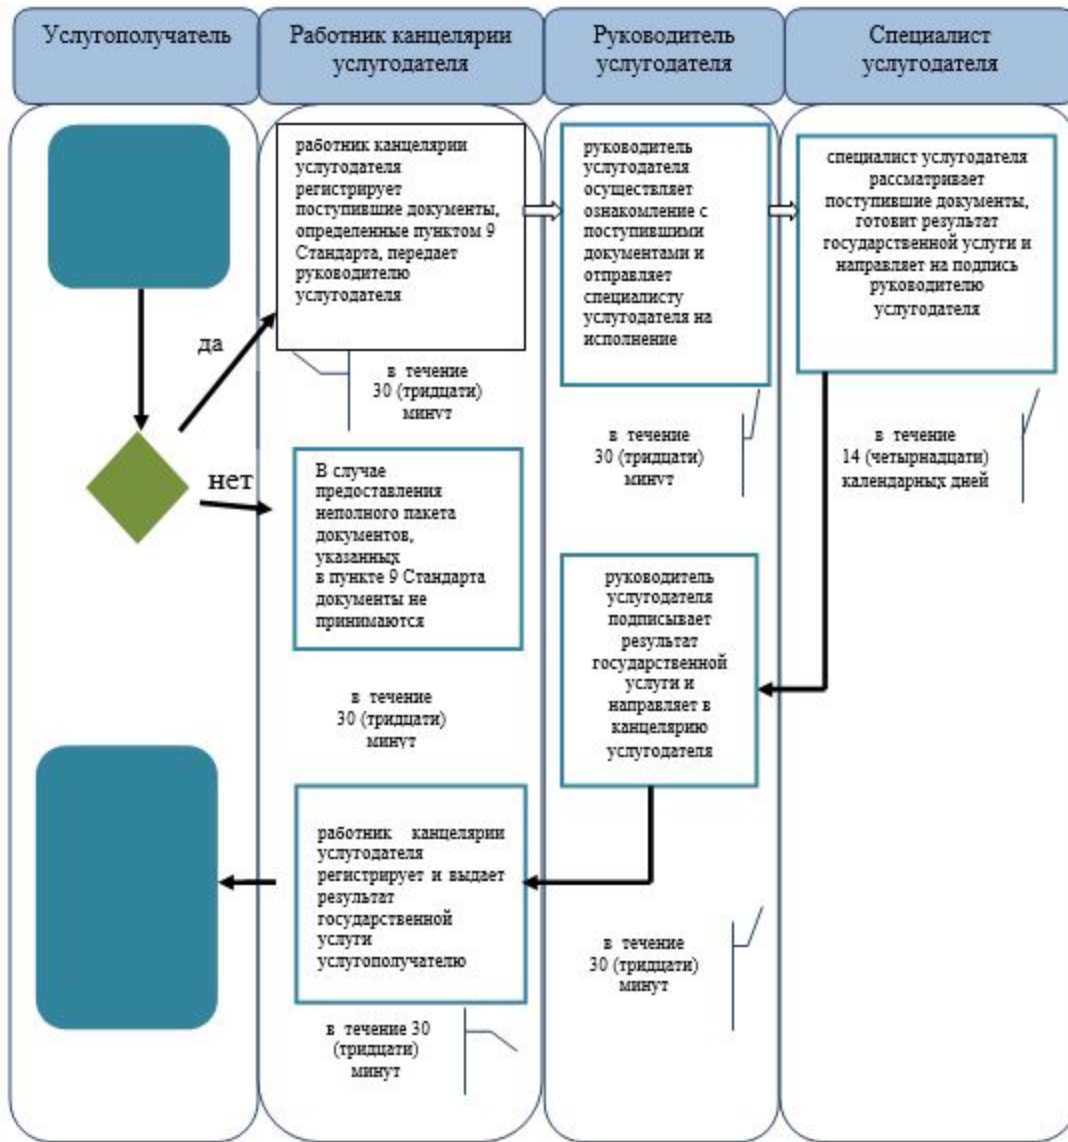 Услугополучатель
Работник канцелярии
услугодателя
Руководитель
услугодателя
Специалист
услугодателя
работник канцелярии
услугодателя
регистрирует
поступившие документы,
определенные пунктом 9
Стандарта, передает
руководителю
услугодателя
руководитель
услугодателя
осуществляет
ознакомление с
поступившими
документами и
отправляет
специалисту
услугодателя на
исполнение
специалист услугодателя
рассматривает
поступившие документы,
готовит результат
государственной услуги и
направляет на подпись
руководителю
услугодателя
да
в течение
30 (тридцати)
минут
в течение
30 (тридцати)
минут
в течение
14 (четырнадцати)
календарных дней
нет
В случае
предоставления
неполного пакета
документов,
указанных
в пункте 9 Стандарта
документы не
принимаются
руководитель
услугодателя
подписывает
результат
государственной
услуги и
направляет в
канцелярию
услугодателя
в течение
30 (тридцати)
минут
работник канцелярии
услугодателя
регистрирует и выдает
результат
государственной
услуги
услугополучателю
в течение
30 (тридцати)
минут
в течение 30
(тридцати)
минут